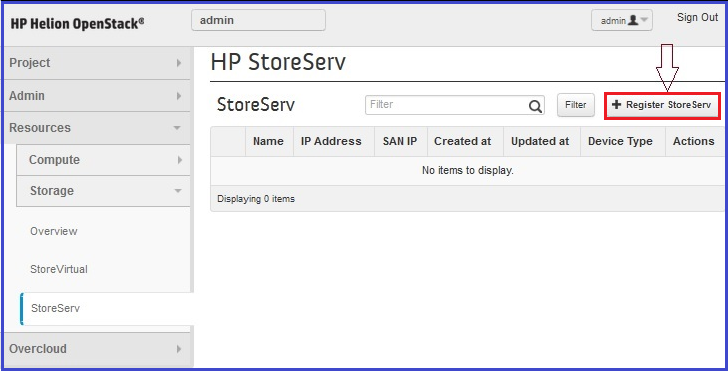 HP Helion OpenStack®
admin
admin
Sign Out
Project
Admin
Resources
Compute
Storage
Overview
StoreVirtual
StoreServ
Overcloud
HP StoreServ
StoreServ
Filter
Filter
+ Register StoreServ
Name IP Address SAN IP Created at Updated at Device Type Actions
No items to display.
Displaying 0 items